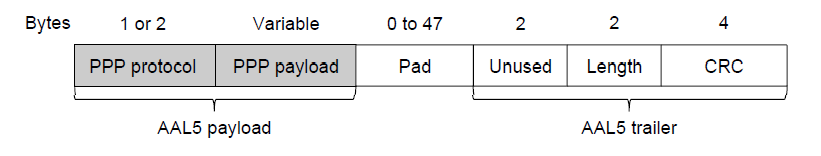 Bytes 1 or 2 Variable 0 to 47 2 2 4
PPP protocol PPP payload Pad Unused Length CRC
AAL5 payload AAL5 trailer